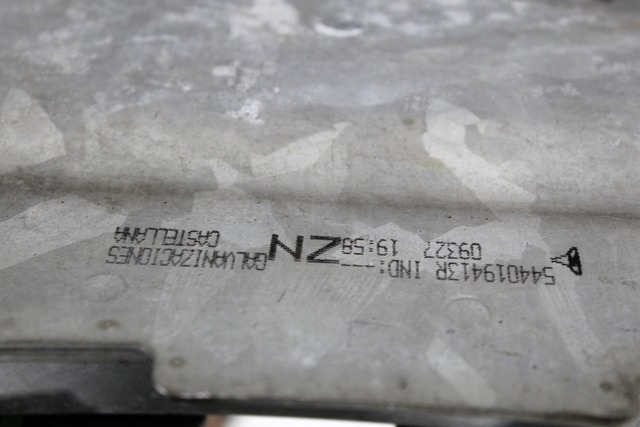 544019413R IND:---
09327 19:58
ZN
GALVANIZACIONES
CASTELLANA